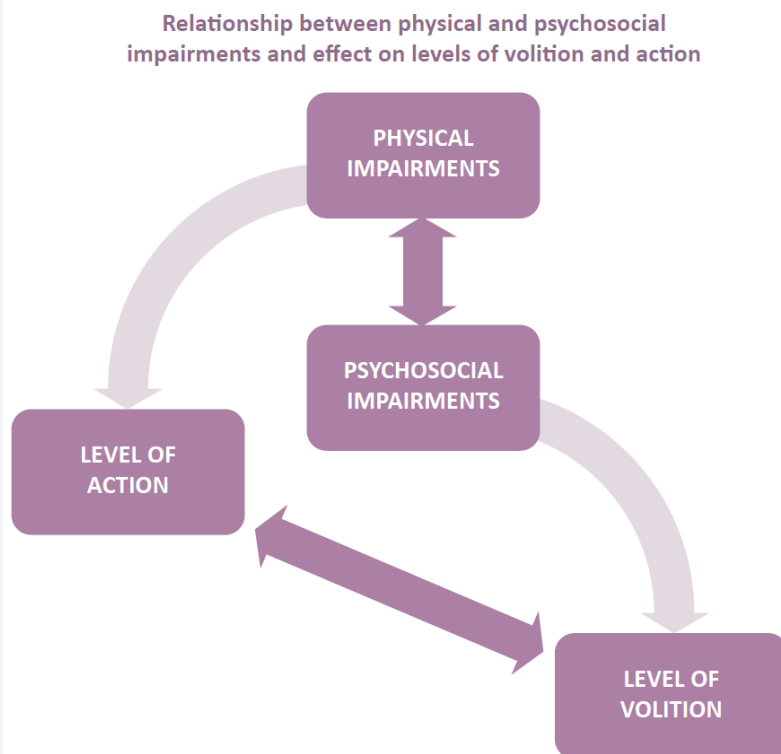 Relationship between physical and psychosocial
impairments and effect on levels of volition and action
PHYSICAL
IMPAIRMENTS
PSYCHOSOCIAL
IMPAIRMENTS
LEVEL OF
ACTION
LEVEL OF
VOLITION